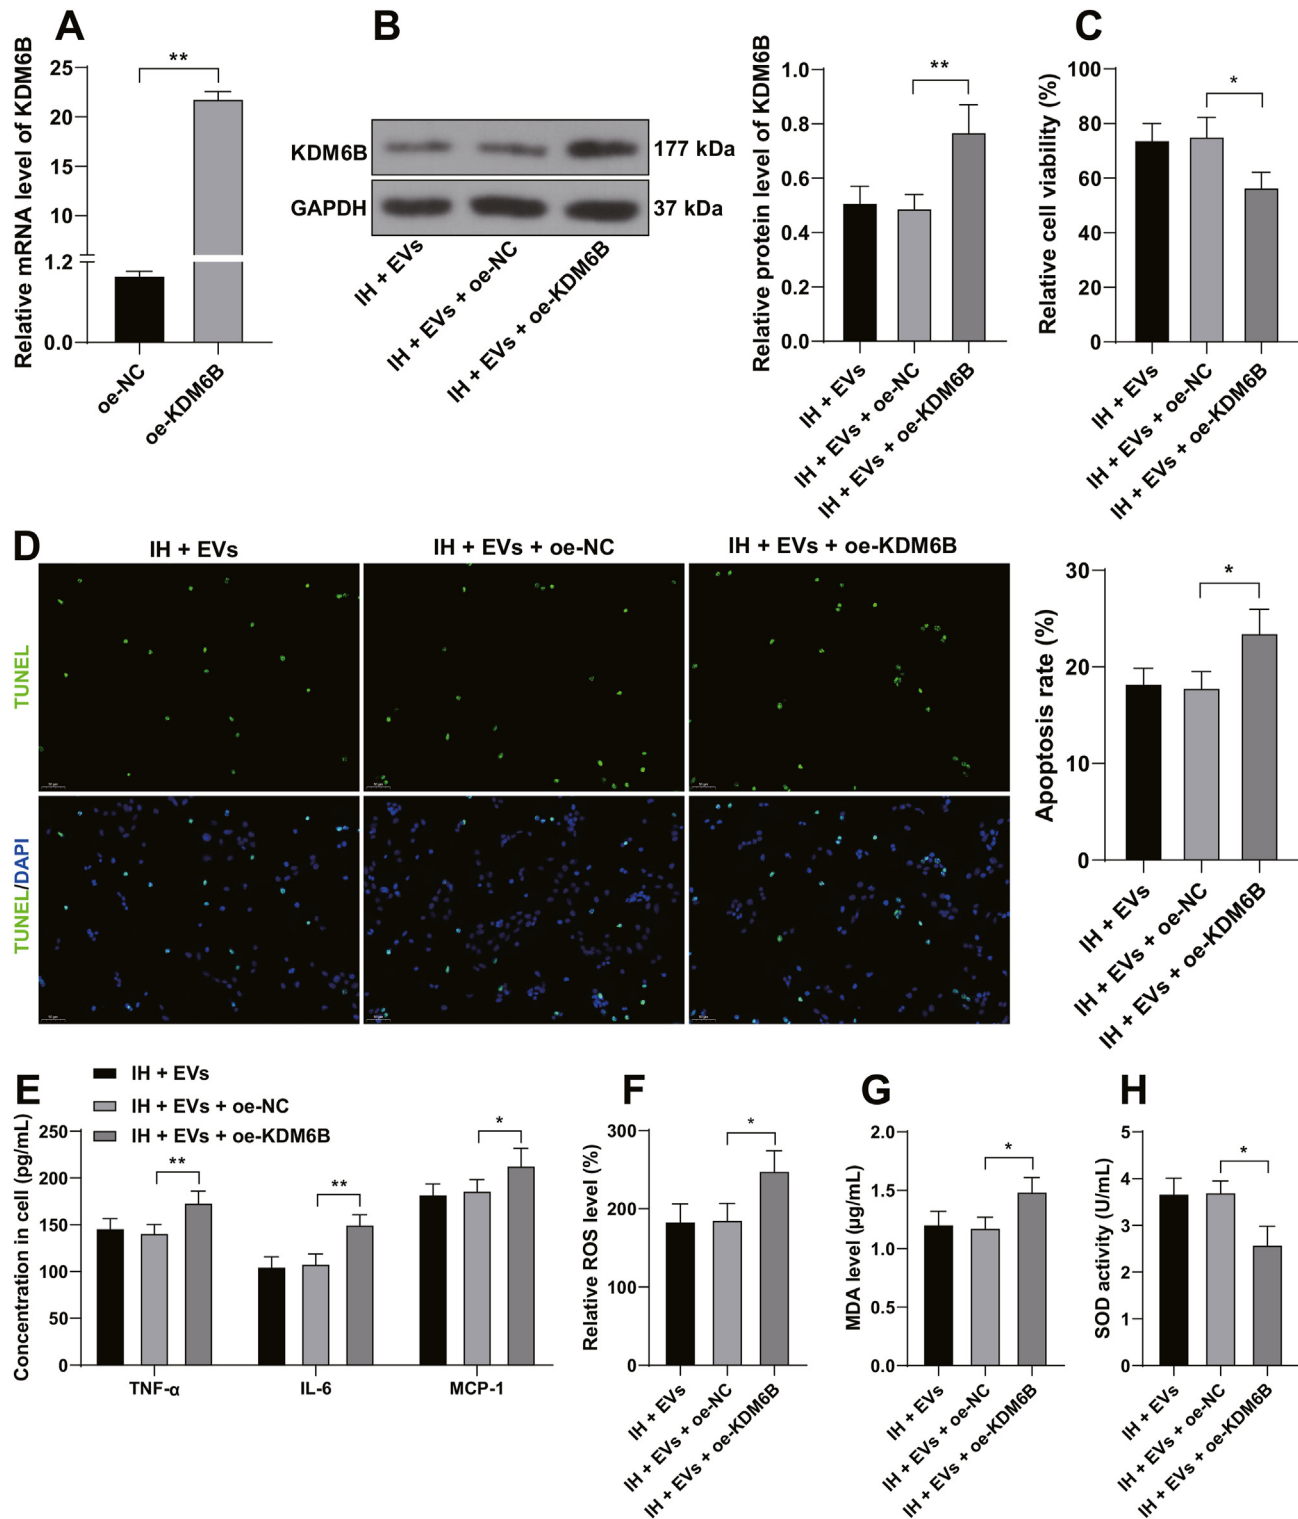 A
Relative mRNA level of KDM6B
25
20
15
10
1.2
0.0
**
oe-NC
oe-KDM6B
B
KDM6B
177 kDa
GAPDH
37 kDa
IH + EVs
IH + EVs + oe-NC
IH + EVs + oe-KDM6B
Relative protein level of KDM6B
1.0
0.8
0.6
0.4
0.2
0.0
**
IH + EVs
IH + EVs + oe-NC
IH + EVs + oe-KDM6B
C
Relative cell viability (%)
100
80
60
40
20
0
*
IH + EVs
IH + EVs + oe-NC
IH + EVs + oe-KDM6B
D
IH + EVs
IH + EVs + oe-NC
IH + EVs + oe-KDM6B
TUNEL
TUNEL/DAPI
Apoptosis rate (%)
30
20
10
0
*
IH + EVs
IH + EVs + oe-NC
IH + EVs + oe-KDM6B
E
IH + EVs
IH + EVs + oe-NC
IH + EVs + oe-KDM6B
Concentration in cell (pg/mL)
250
200
150
100
50
0
**
**
*
TNF-α
IL-6
MCP-1
F
Relative ROS level (%)
300
200
100
0
*
IH + EVs
IH + EVs + oe-NC
IH + EVs + oe-KDM6B
G
MDA level (μg/mL)
2.0
1.5
1.0
0.5
0.0
*
IH + EVs
IH + EVs + oe-NC
IH + EVs + oe-KDM6B
H
SOD activity (U/mL)
5
4
3
2
1
0
*
IH + EVs
IH + EVs + oe-NC
IH + EVs + oe-KDM6B